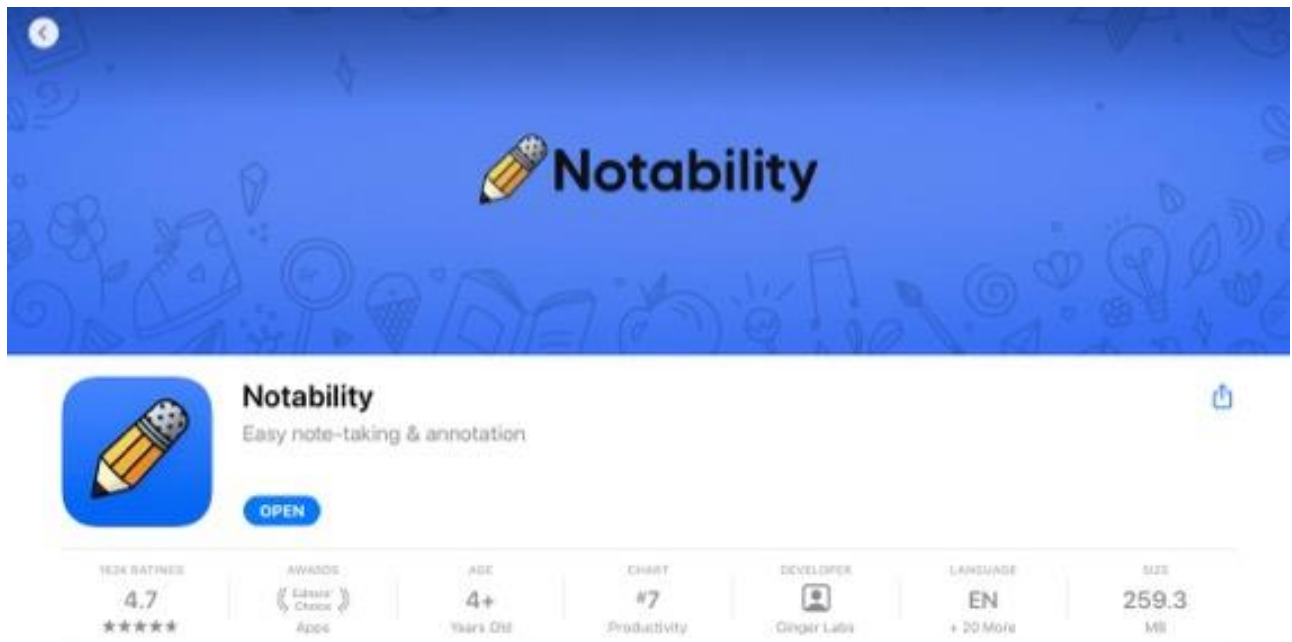 Notability
Notability
Easy note-taking & annotation
OPEN
RATINGS
AWARDS
AGE
CHART
DEVELOPER
LANGUAGE
SIZE
4.7
Editors'
Choice
4+
#7
EN
259.3
★★★★★
Apps
Years Old
Productivity
Ginger Labs
+ 20 More
MB